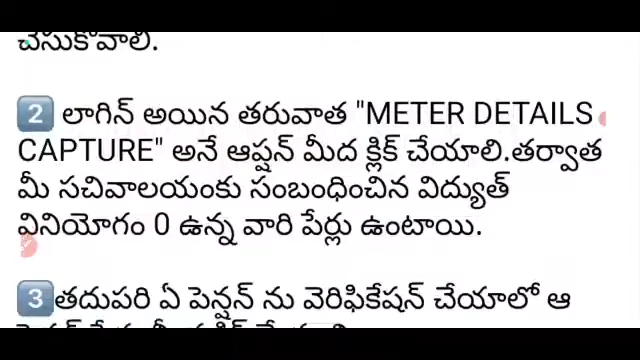 చేసుకోవాలి.
2 లాగిన్ అయిన తరువాత "METER DETAILS
CAPTURE" అనే ఆప్షన్ మీద క్లిక్ చేయాలి.తర్వాత
మీ సచివాలయంకు సంబంధించిన విద్యుత్
వినియోగం 0 ఉన్న వారి పేర్లు ఉంటాయి.
3 తదుపరి ఏ పెన్షన్ ను వెరిఫికేషన్ చేయాలో ఆ